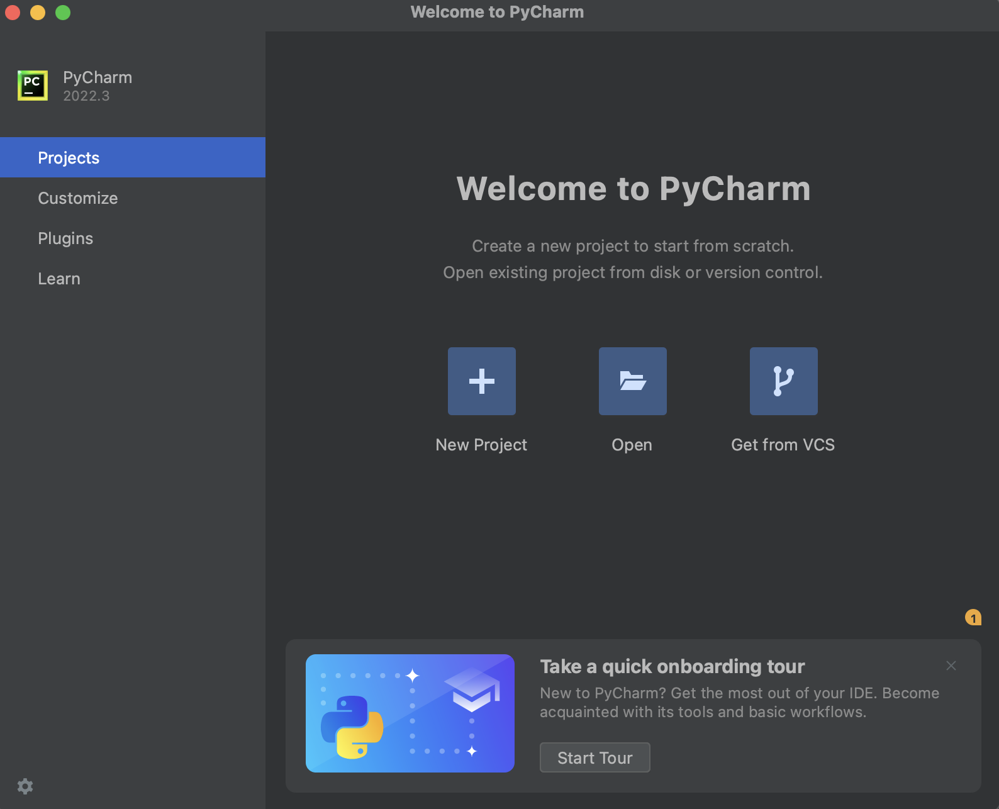 Welcome to PyCharm
PC
PyCharm
2022.3
Projects
Customize
Plugins
Learn
Welcome to PyCharm
Create a new project to start from scratch.
Open existing project from disk or version control.
New Project
Open
Get from VCS
1
Take a quick onboarding tour
New to PyCharm? Get the most out of your IDE. Become
acquainted with its tools and basic workflows.
Start Tour